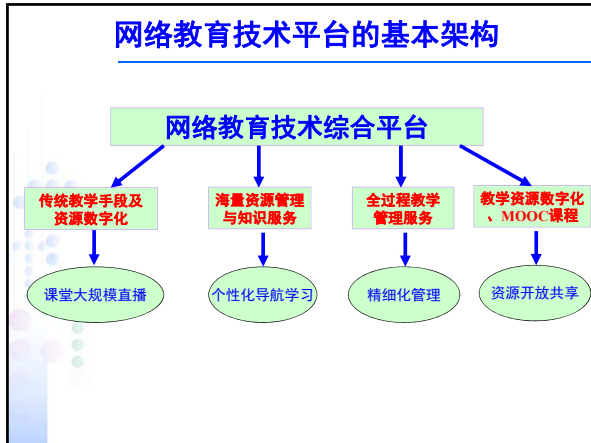 网络教育技术平台的基本架构
网络教育技术综合平台
传统教学手段及
资源数字化
海量资源管理
与知识服务
全过程教学
管理服务
教学资源数字化
、MOOC课程
课堂大规模直播
个性化导航学习
精细化管理
资源开放共享